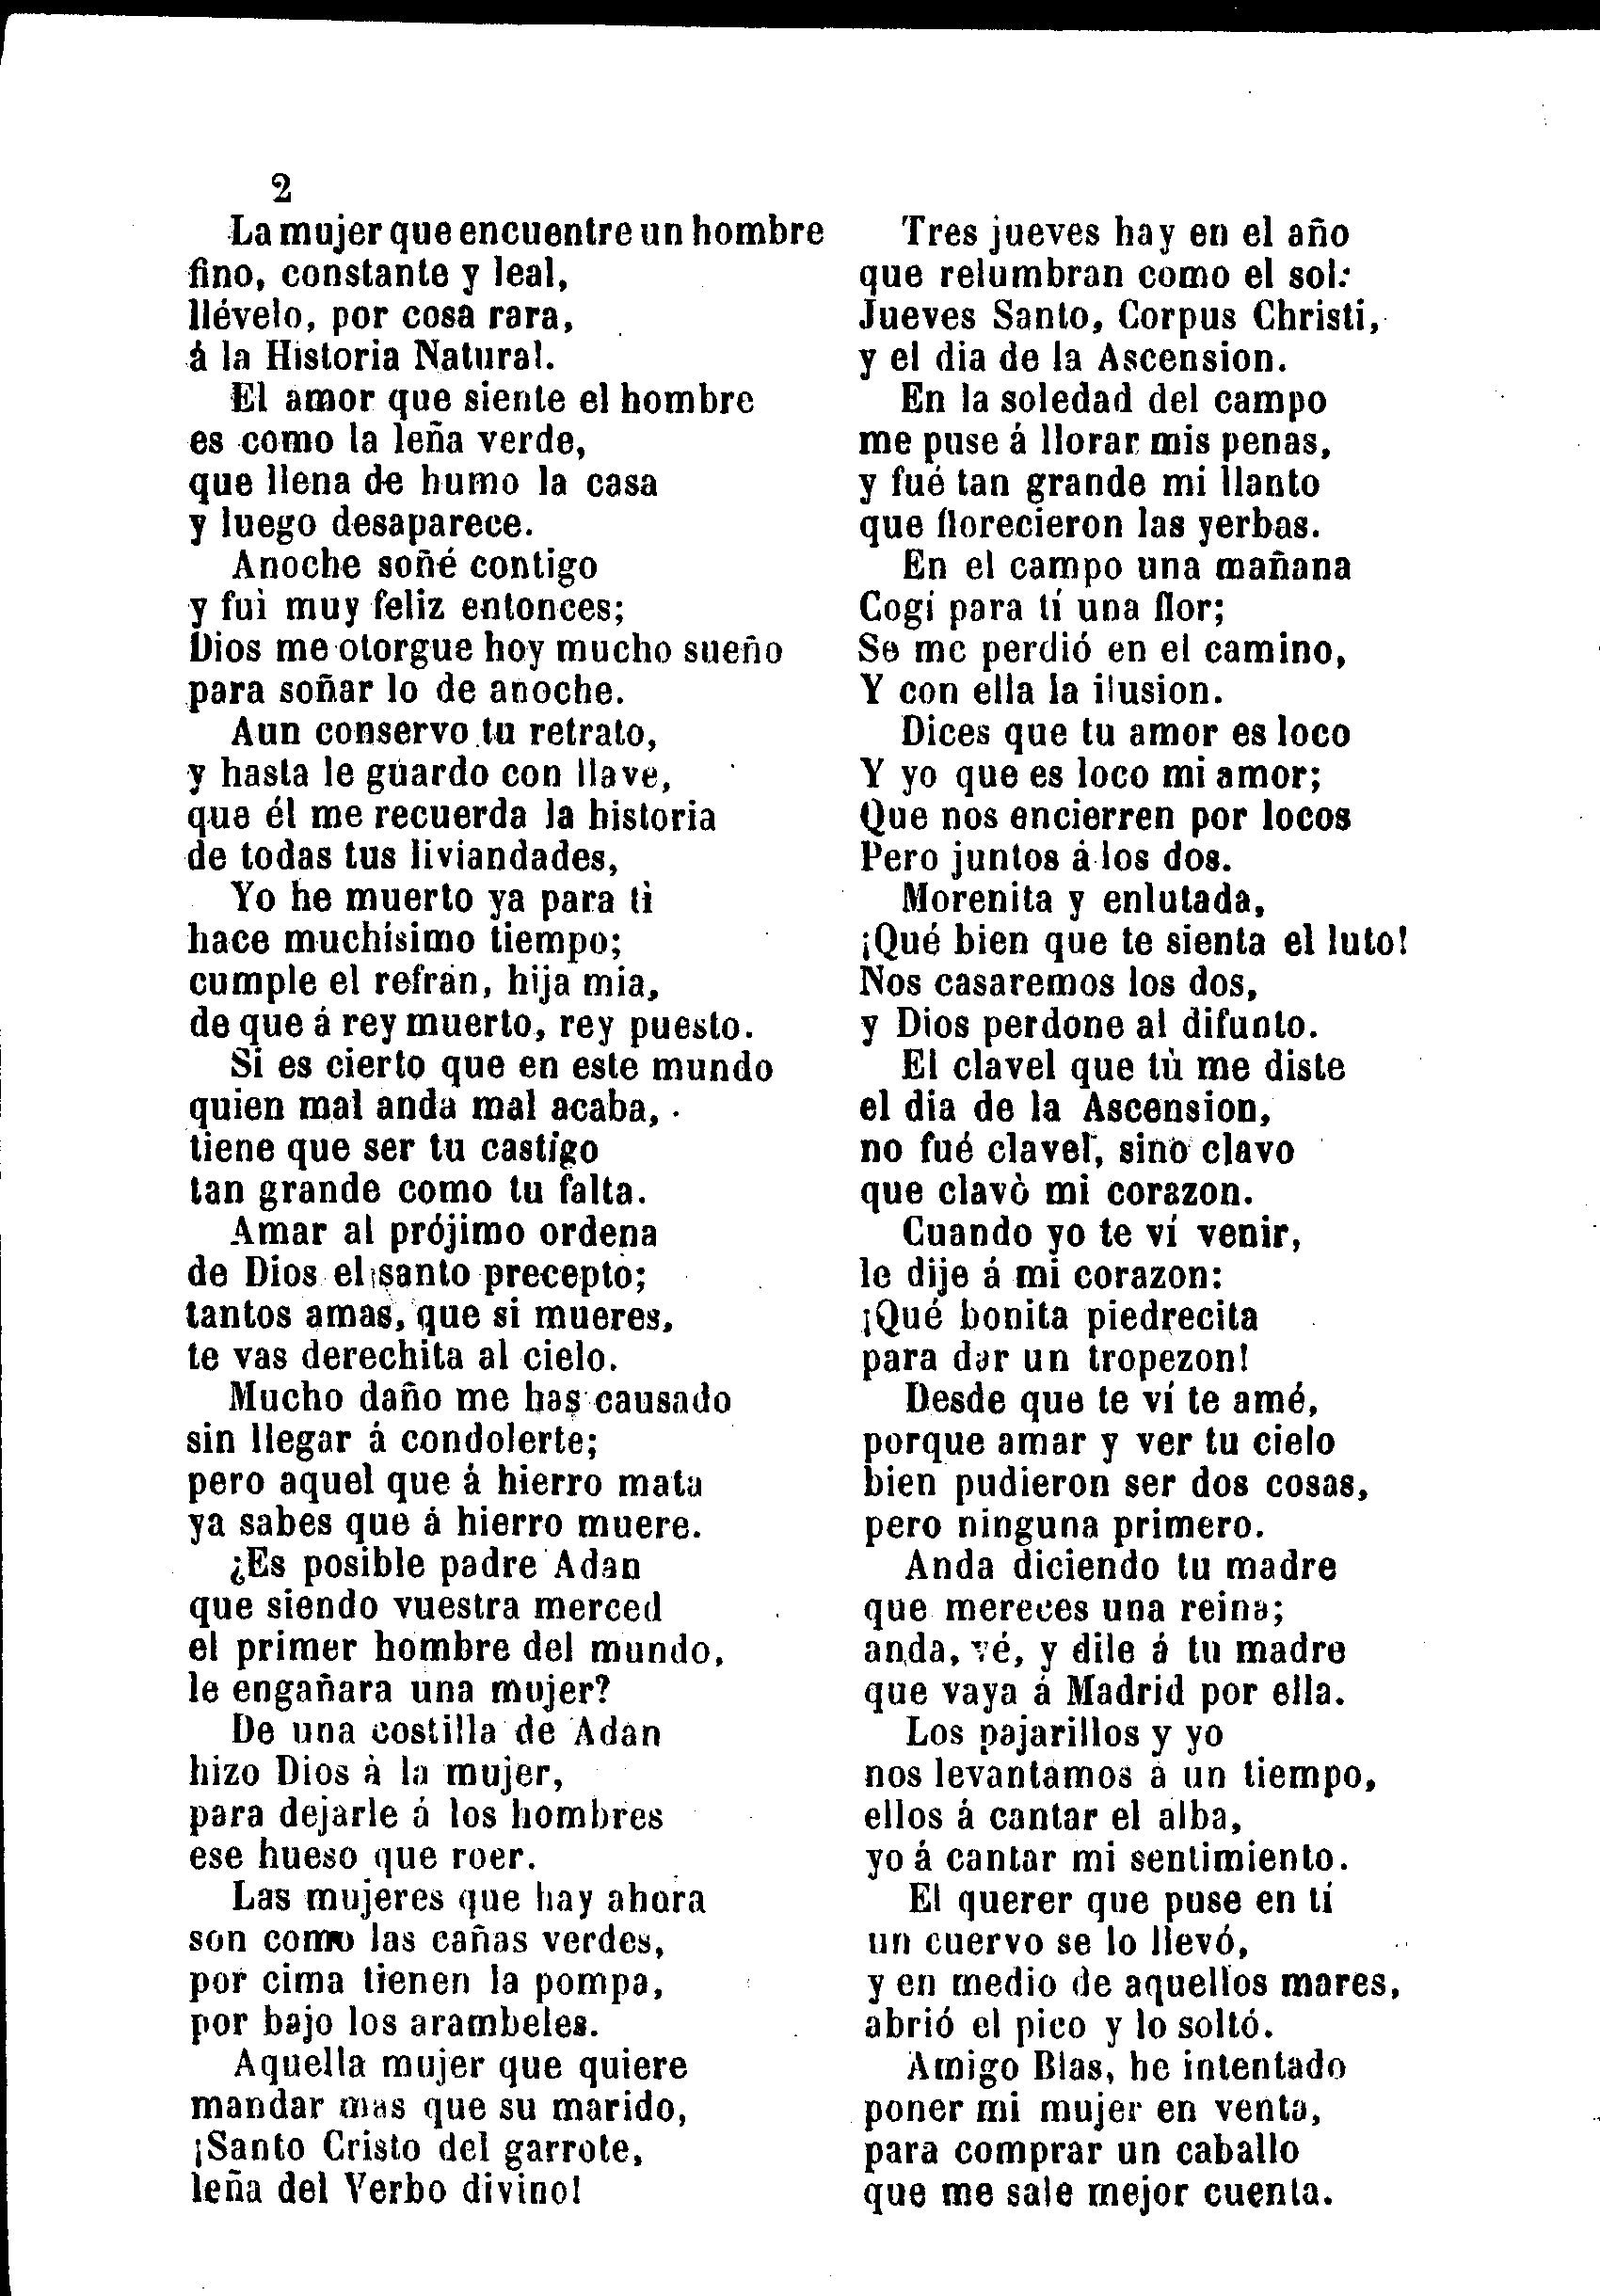 2
La mujer que encuentre un hombre
fino, constante y leal,
llévelo, por cosa rara,
á la Historia Natural.
El amor que siente el hombre
es como la leña verde,
que llena de humo la casa
y luego desaparece.
Anoche soñé contigo
y fui muy feliz entonces;
Dios me otorgue hoy mucho sueño
para soñar lo de anoche.
Aun conservo tu retrato,
y hasta le guardo con llave,
que él me recuerda la historia
de todas tus liviandades,
Yo he muerto ya para tì
hace muchísimo tiempo;
cumple el refran, hija mia,
de que á rey muerto, rey puesto.
Si es cierto que en este mundo
quien mal anda mal acaba,
tiene que ser tu castigo
tan grande como tu falta.
Amar al prójimo ordena
de Dios el santo precepto;
tantos amas, que si mueres,
te vas derechita al cielo.
Mucho daño me has causado
sin llegar á condolerte;
pero aquel que á hierro mata
ya sabes que á hierro muere.
¿Es posible padre Adan
que siendo vuestra merced
el primer hombre del mundo,
le engañara una mujer?
De una costilla de Adan
hizo Dios à la mujer,
para dejarle á los hombres
ese hueso que roer.
Las mujeres que hay ahora
son como las cañas verdes,
por cima tienen la pompa,
por bajo los arambeles.
Aquella mujer que quiere
mandar mas que su marido,
¡Santo Cristo del garrote,
leña del Verbo divino!
Tres jueves hay en el año
que relumbran como el sol:
Jueves Santo, Corpus Christi,
y el dia de la Ascension.
En la soledad del campo
me puse á llorar mis penas,
y fué tan grande mi llanto
que florecieron las yerbas.
En el campo una mañana
Cogí para tí una flor;
Se me perdió en el camino,
Y con ella la ilusion.
Dices que tu amor es loco
Y yo que es loco mi amor;
Que nos encierren por locos
Pero juntos á los dos.
Morenita y enlutada,
¡Qué bien que te sienta el luto!
Nos casaremos los dos,
y Dios perdone al difunto.
El clavel que tù me diste
el dia de la Ascension,
no fué clavel, sino clavo
que clavò mi corazon.
Cuando yo te ví venir,
le dije á mi corazon:
¡Qué bonita piedrecita
para dar un tropezon!
Desde que te ví te amé,
porque amar y ver tu cielo
bien pudieron ser dos cosas,
pero ninguna primero.
Anda diciendo tu madre
que mereces una reina;
anda, vé, y dile á tu madre
que vaya á Madrid por ella.
Los pajarillos y yo
nos levantamos á un tiempo,
ellos á cantar el alba,
yo á cantar mi sentimiento.
El querer que puse en tí
un cuervo se lo llevó,
y en medio de aquellos mares,
abrió el pico y lo soltó.
Amigo Blas, he intentado
poner mi mujer en venta,
para comprar un caballo
que me sale mejor cuenta.